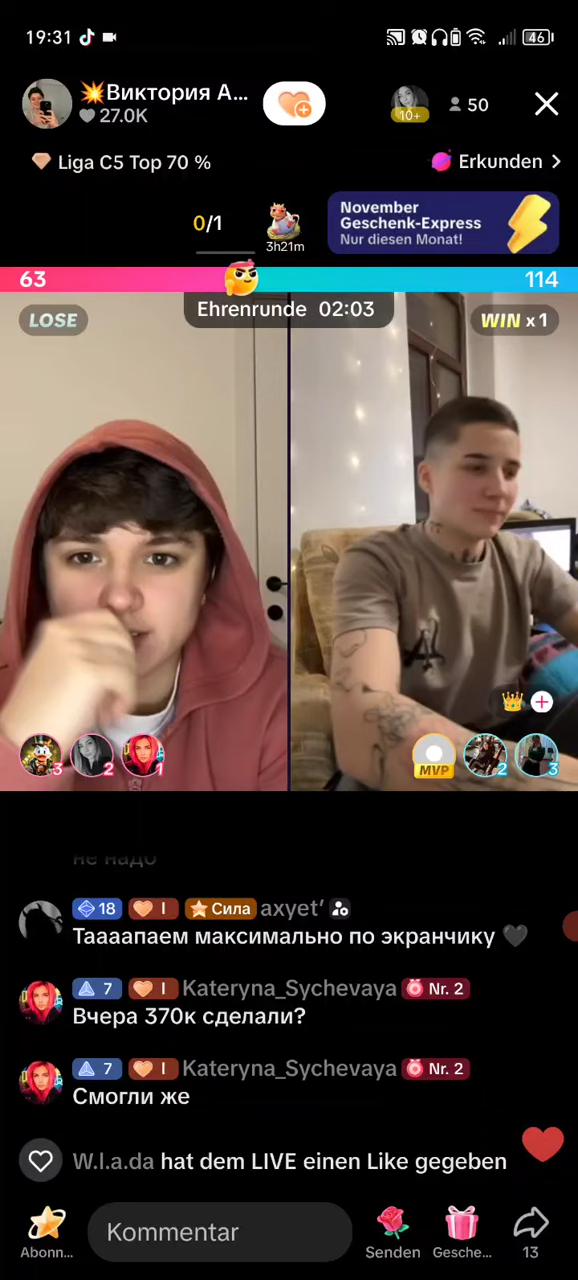 19:31
46
💥Виктория А...
27.0K
10+
50
Liga C5 Top 70 %
Erkunden
0/1
3h21m
November
Geschenk-Express
Nur diesen Monat!
63
114
LOSE
Ehrenrunde 02:03
WIN x 1
3
2
1
MVP
2
3
не надо
18 I Сила axyet’
Таааапаем максимально по экранчику 🖤
7 I Kateryna_Sychevaya Nr. 2
Вчера 370к сделали?
7 I Kateryna_Sychevaya Nr. 2
Смогли же
W.l.a.da hat dem LIVE einen Like gegeben
Abonn...
Kommentar
Senden
Gesche...
13